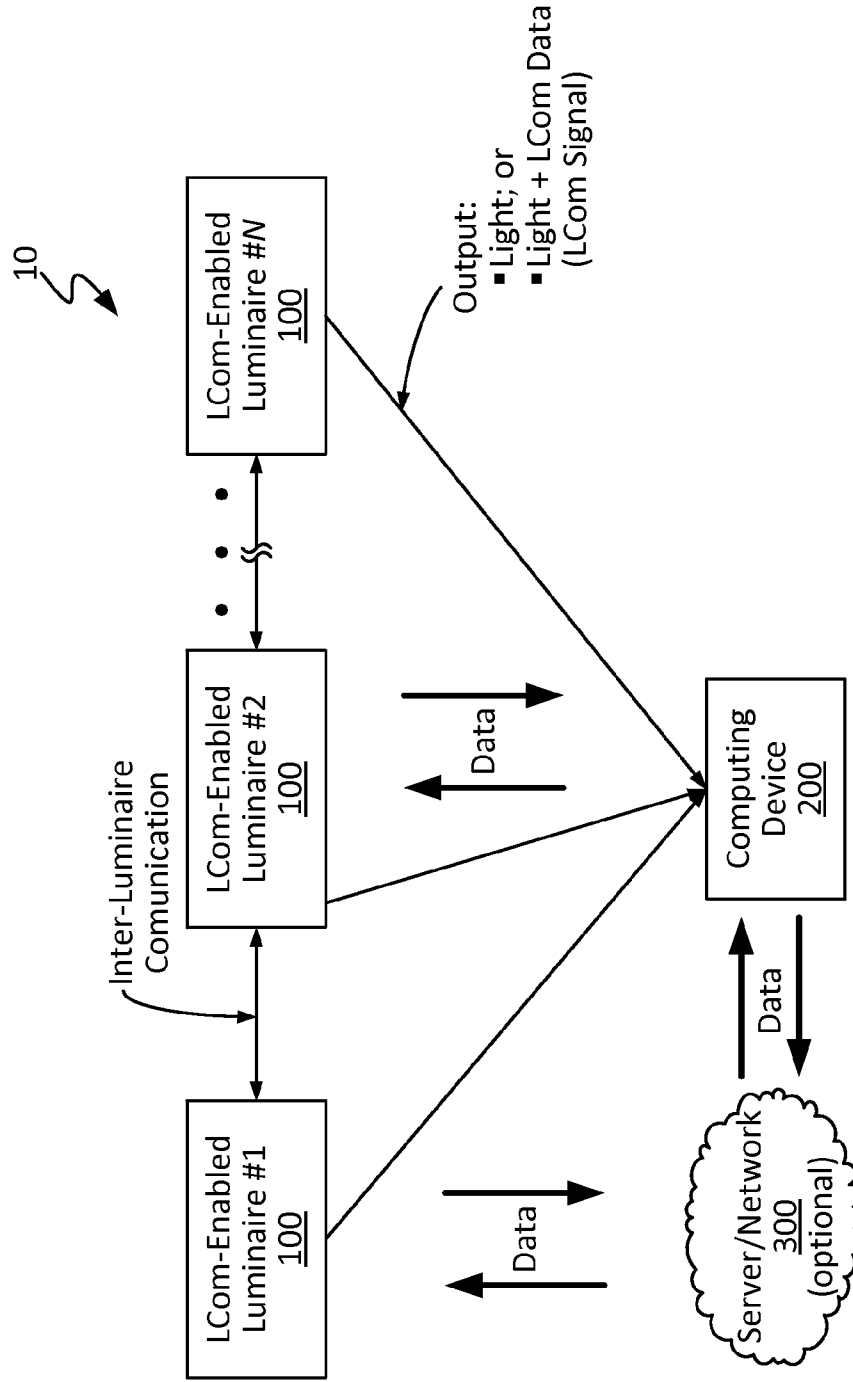 10
LCom-Enabled
Luminaire #1
100
Inter-Luminaire
Comunication
LCom-Enabled
Luminaire #2
100
LCom-Enabled
Luminaire #N
100
Output:
▪Light; or
▪Light + LCom Data
(LCom Signal)
Data
Data
Server/Network
300
(optional)
Data
Computing
Device
200